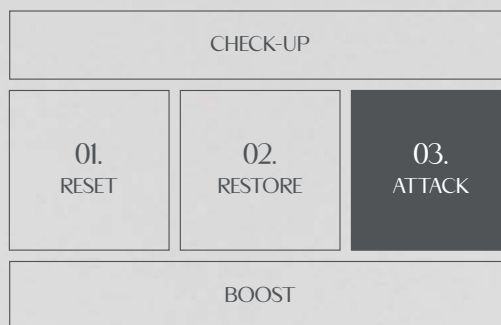 CHECK-UP
01.
RESET
02.
RESTORE
03.
ATTACK
BOOST